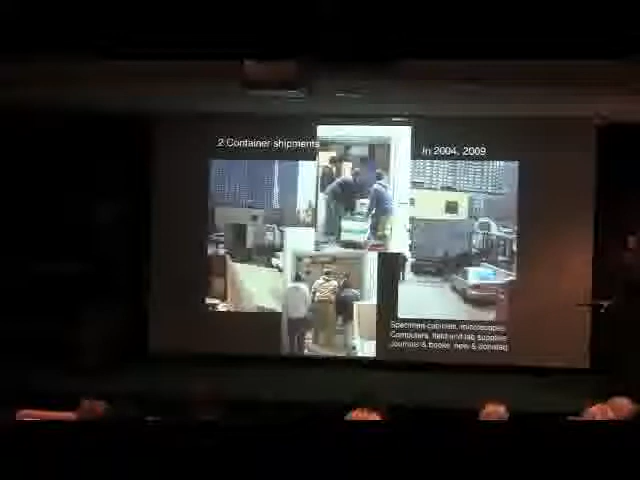 2 Container shipments
In 2004, 2009
Specimen cabinets, microscopes
Computers, field and lab supplies
Journals & books, new & donated